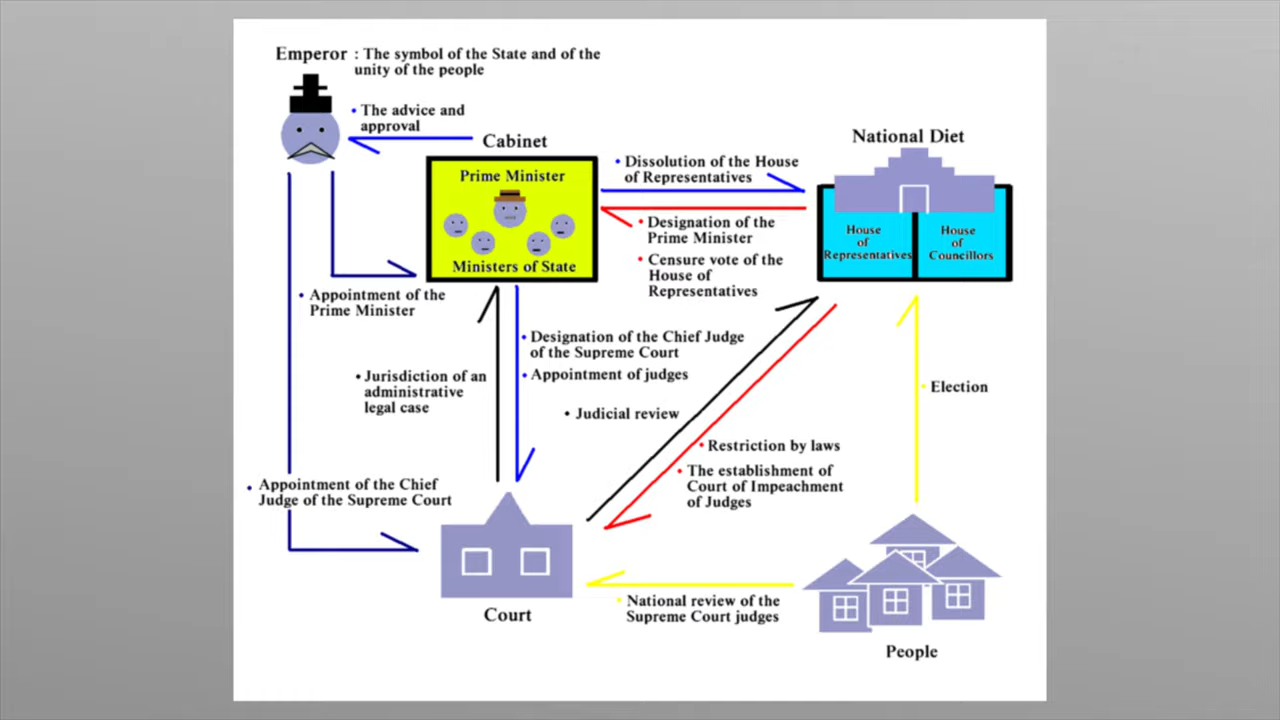 Emperor : The symbol of the State and of the
unity of the people
• The advice and
approval
Cabinet
National Diet
Prime Minister
Ministers of State
• Dissolution of the House
of Representatives
• Designation of the
Prime Minister
• Censure vote of the
House of
Representatives
House
of
Representatives
House
of
Councillors
• Appointment of the
Prime Minister
• Designation of the Chief Judge
of the Supreme Court
• Appointment of judges
• Jurisdiction of an
administrative
legal case
• Judicial review
• Election
• Restriction by laws
• The establishment of
Court of Impeachment
of Judges
• Appointment of the Chief
Judge of the Supreme Court
Court
• National review of the
Supreme Court judges
People